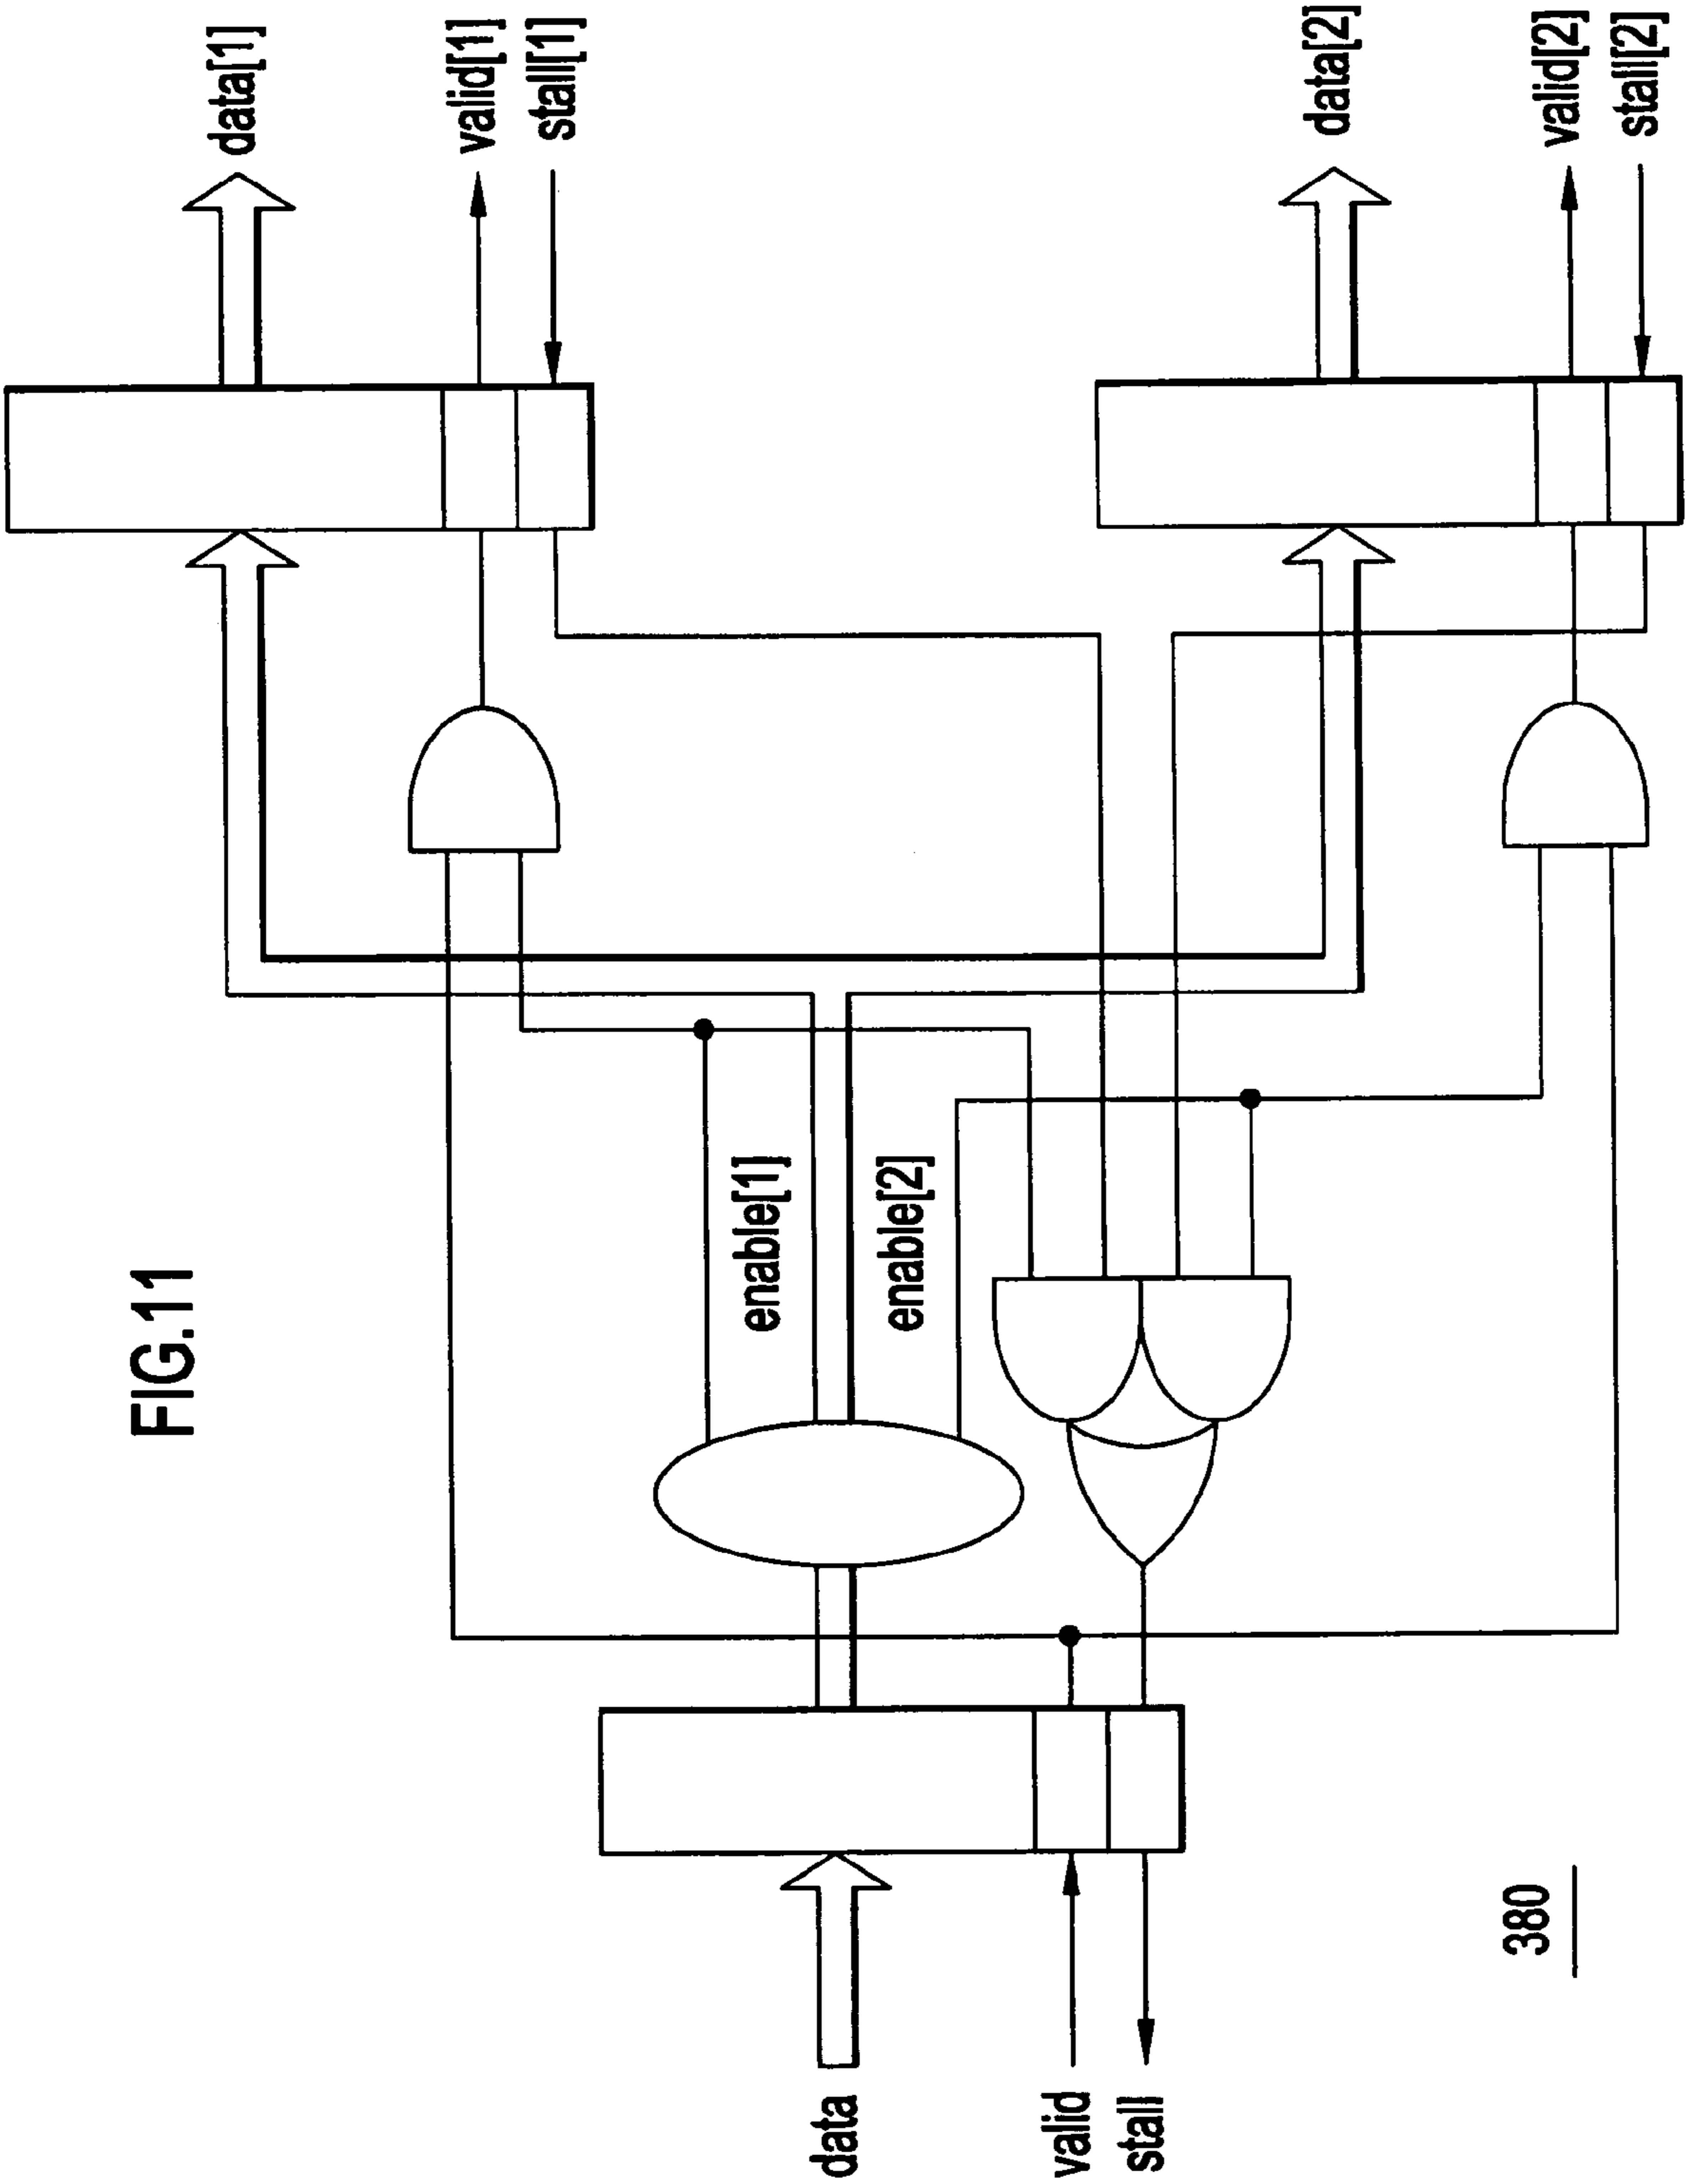 FIG.11
data[1]
valid[1]
stall[1]
enable[1]
enable[2]
data
valid
stall
data[2]
valid[2]
stall[2]
380